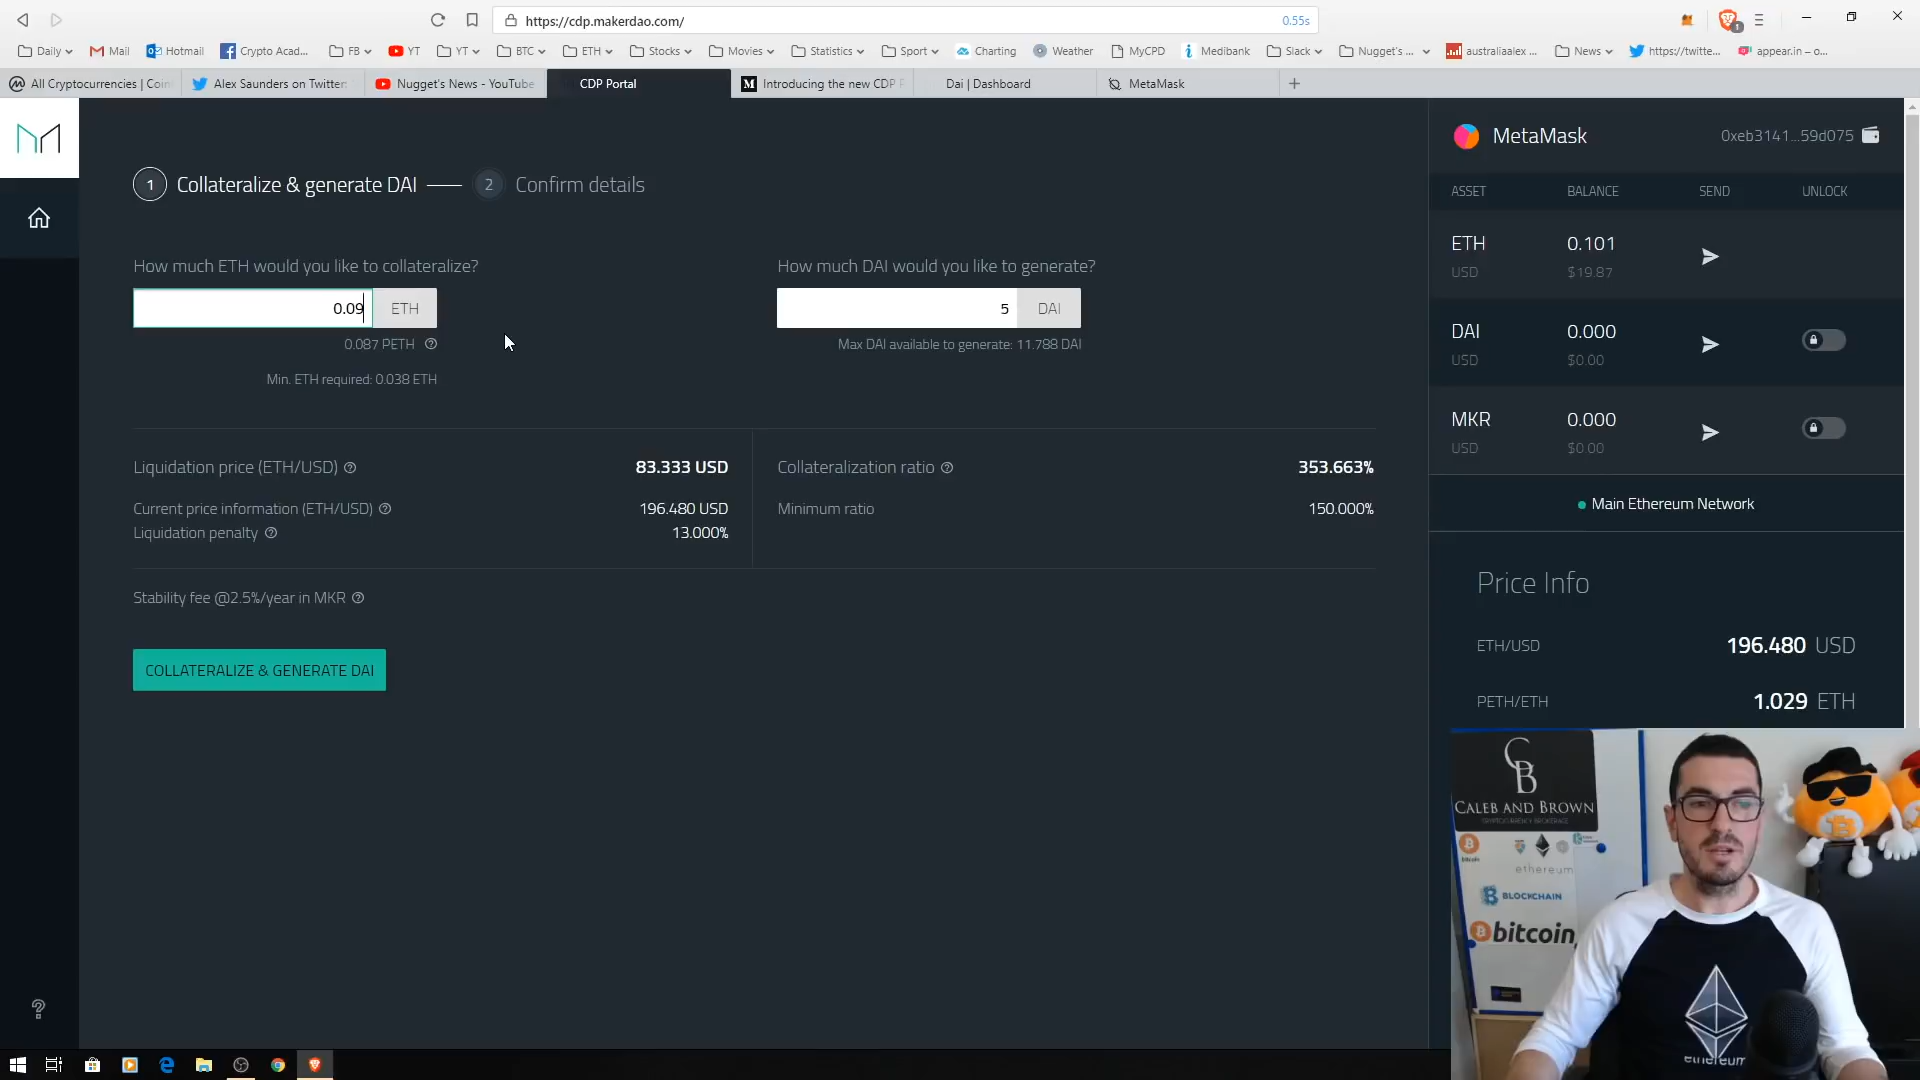 https://cdp.makerdao.com/
0.55s
Daily
Mail
Hotmail
Crypto Acad...
FB
YT
YT
BTC
ETH
Stocks
Movies
Statistics
Sport
Charting
Weather
MyCPD
Medibank
Slack
Nugget's ...
australiaalex ...
News
https://twitte...
appear.in – o...
All Cryptocurrencies | Coin
Alex Saunders on Twitter:
Nugget's News - YouTube
CDP Portal
Introducing the new CDP P
Dai | Dashboard
MetaMask
1 Collateralize & generate DAI
2 Confirm details
How much ETH would you like to collateralize?
0.09 ETH
0.087 PETH
Min. ETH required: 0.038 ETH
How much DAI would you like to generate?
5 DAI
Max DAI available to generate: 11.788 DAI
Liquidation price (ETH/USD) 83.333 USD
Current price information (ETH/USD) 196.480 USD
Liquidation penalty 13.000%
Collateralization ratio 353.663%
Minimum ratio 150.000%
Stability fee @2.5%/year in MKR
COLLATERALIZE & GENERATE DAI
MetaMask 0xeb3141...59d075
ASSET BALANCE SEND UNLOCK
ETH 0.101
USD $19.87
DAI 0.000
USD $0.00
MKR 0.000
USD $0.00
Main Ethereum Network
Price Info
ETH/USD 196.480 USD
PETH/ETH 1.029 ETH
CB
CALEB AND BROWN
CRYPTOCURRENCY BROKERAGE
bitcoin
ethereum
BLOCKCHAIN
bitcoin
ethereum